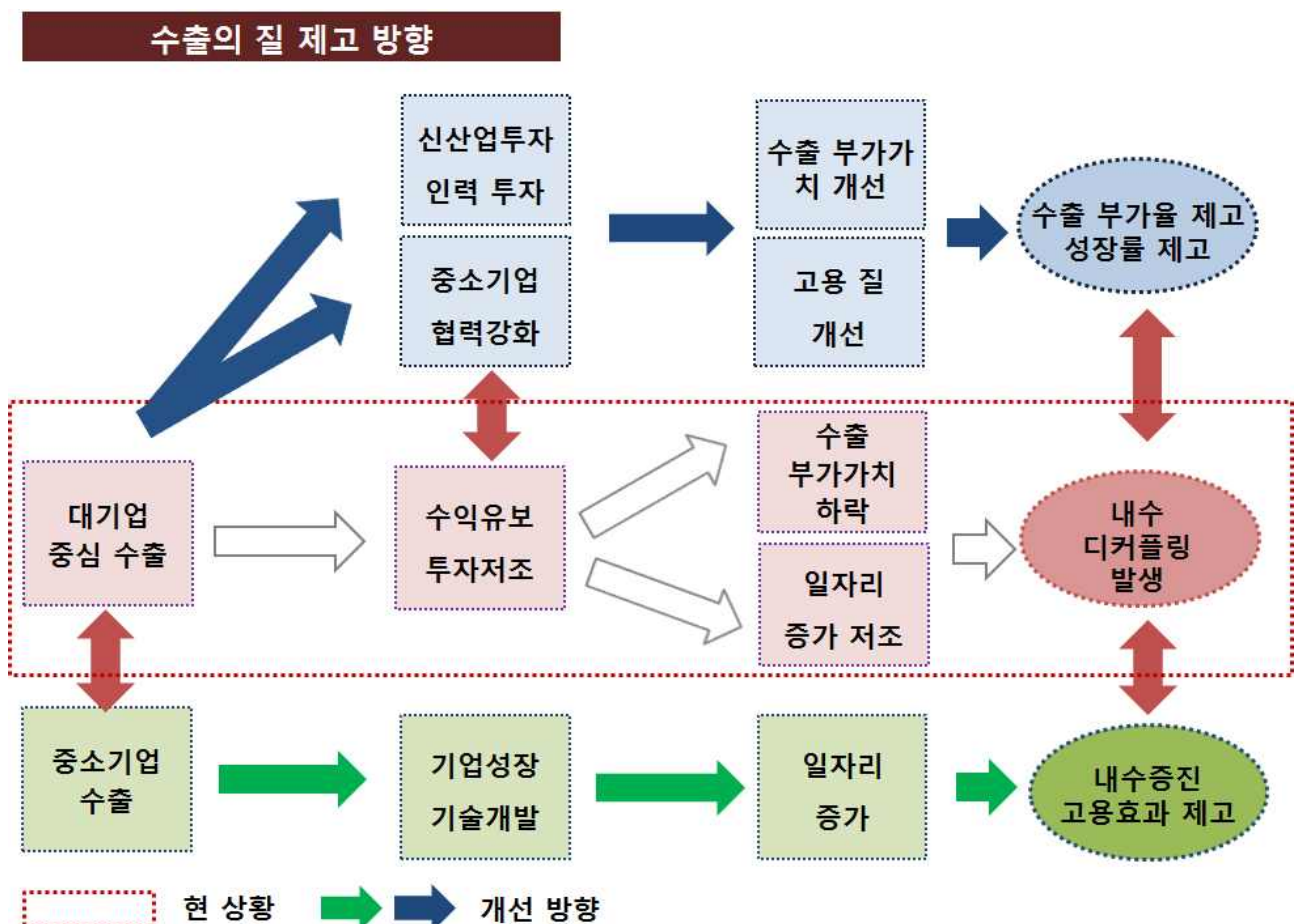 수출의 질 제고 방향
신산업투자
인력 투자
수출 부가가
치 개선
수출 부가율 제고
성장률 제고
중소기업
협력강화
고용 질
개선
대기업
중심 수출
수익유보
투자저조
수출
부가가치
하락
일자리
증가 저조
내수
디커플링
발생
중소기업
수출
기업성장
기술개발
일자리
증가
내수증진
고용효과 제고
현 상황
개선 방향